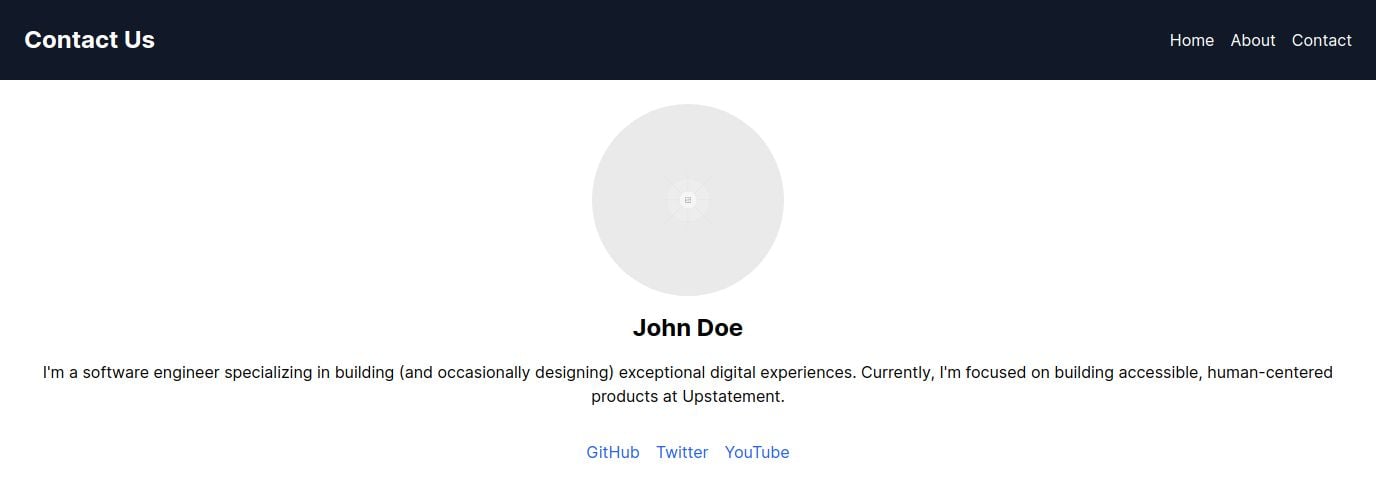 Contact Us
Home About Contact
John Doe
I'm a software engineer specializing in building (and occasionally designing) exceptional digital experiences. Currently, I'm focused on building accessible, human-centered
products at Upstatement.
GitHub Twitter YouTube